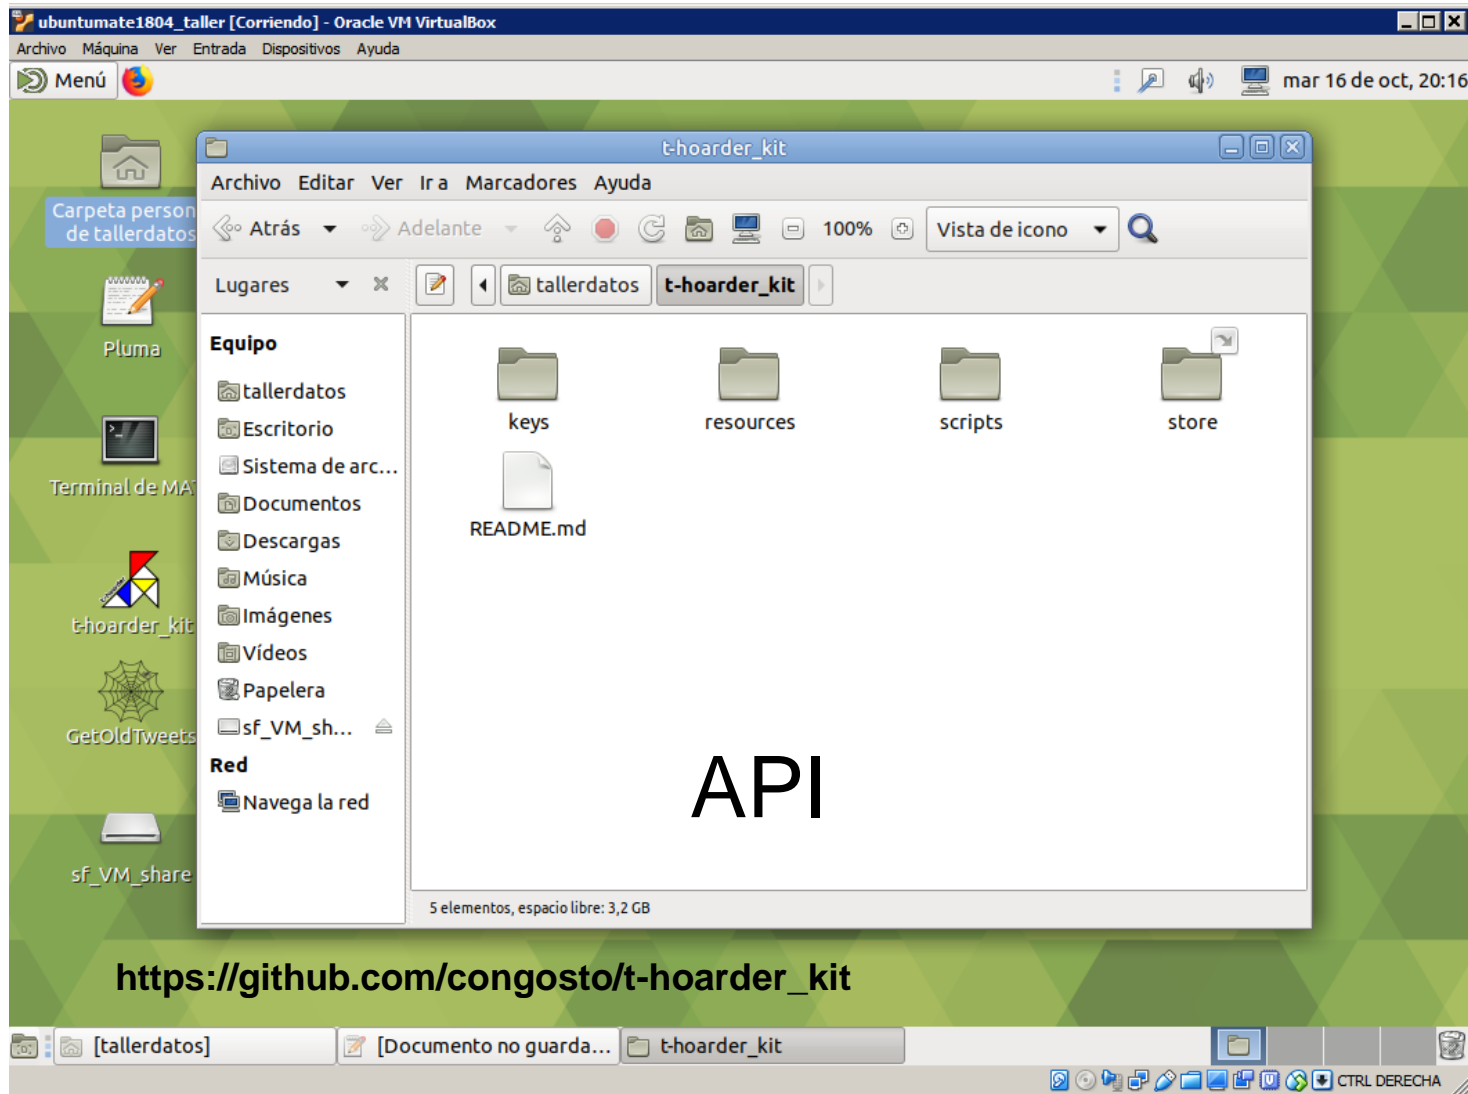 ubuntumate1804_taller [Corriendo] - Oracle VM VirtualBox
Archivo Máquina Ver Entrada Dispositivos Ayuda
Menú
mar 16 de oct, 20:16
t-hoarder_kit
Archivo Editar Ver Ir a Marcadores Ayuda
Atrás Adelante 100% Vista de icono
Lugares
tallerdatos t-hoarder_kit
Equipo
tallerdatos
Escritorio
Sistema de arc...
Documentos
Descargas
Música
Imágenes
Vídeos
Papelera
sf_VM_sh...
Red
Navega la red
keys resources scripts store
README.md
API
5 elementos, espacio libre: 3,2 GB
Carpeta person
de tallerdatos
Pluma
Terminal de MA
t-hoarder_kit
GetOldTweets
sf_VM_share
https://github.com/congosto/t-hoarder_kit
[tallerdatos] [Documento no guarda... t-hoarder_kit
CTRL DERECHA